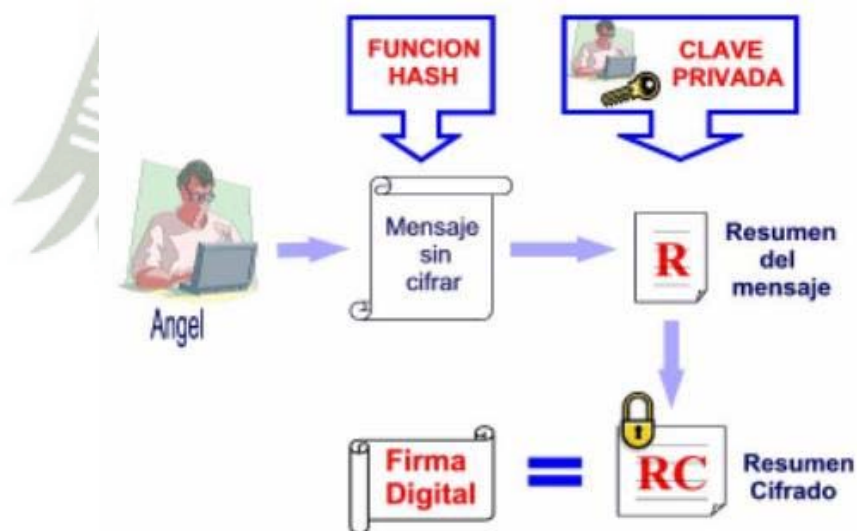 FUNCION
HASH
CLAVE
PRIVADA
Mensaje
sin
cifrar
R
Resumen
del
mensaje
Angel
Firma
Digital
=
RC
Resumen
Cifrado